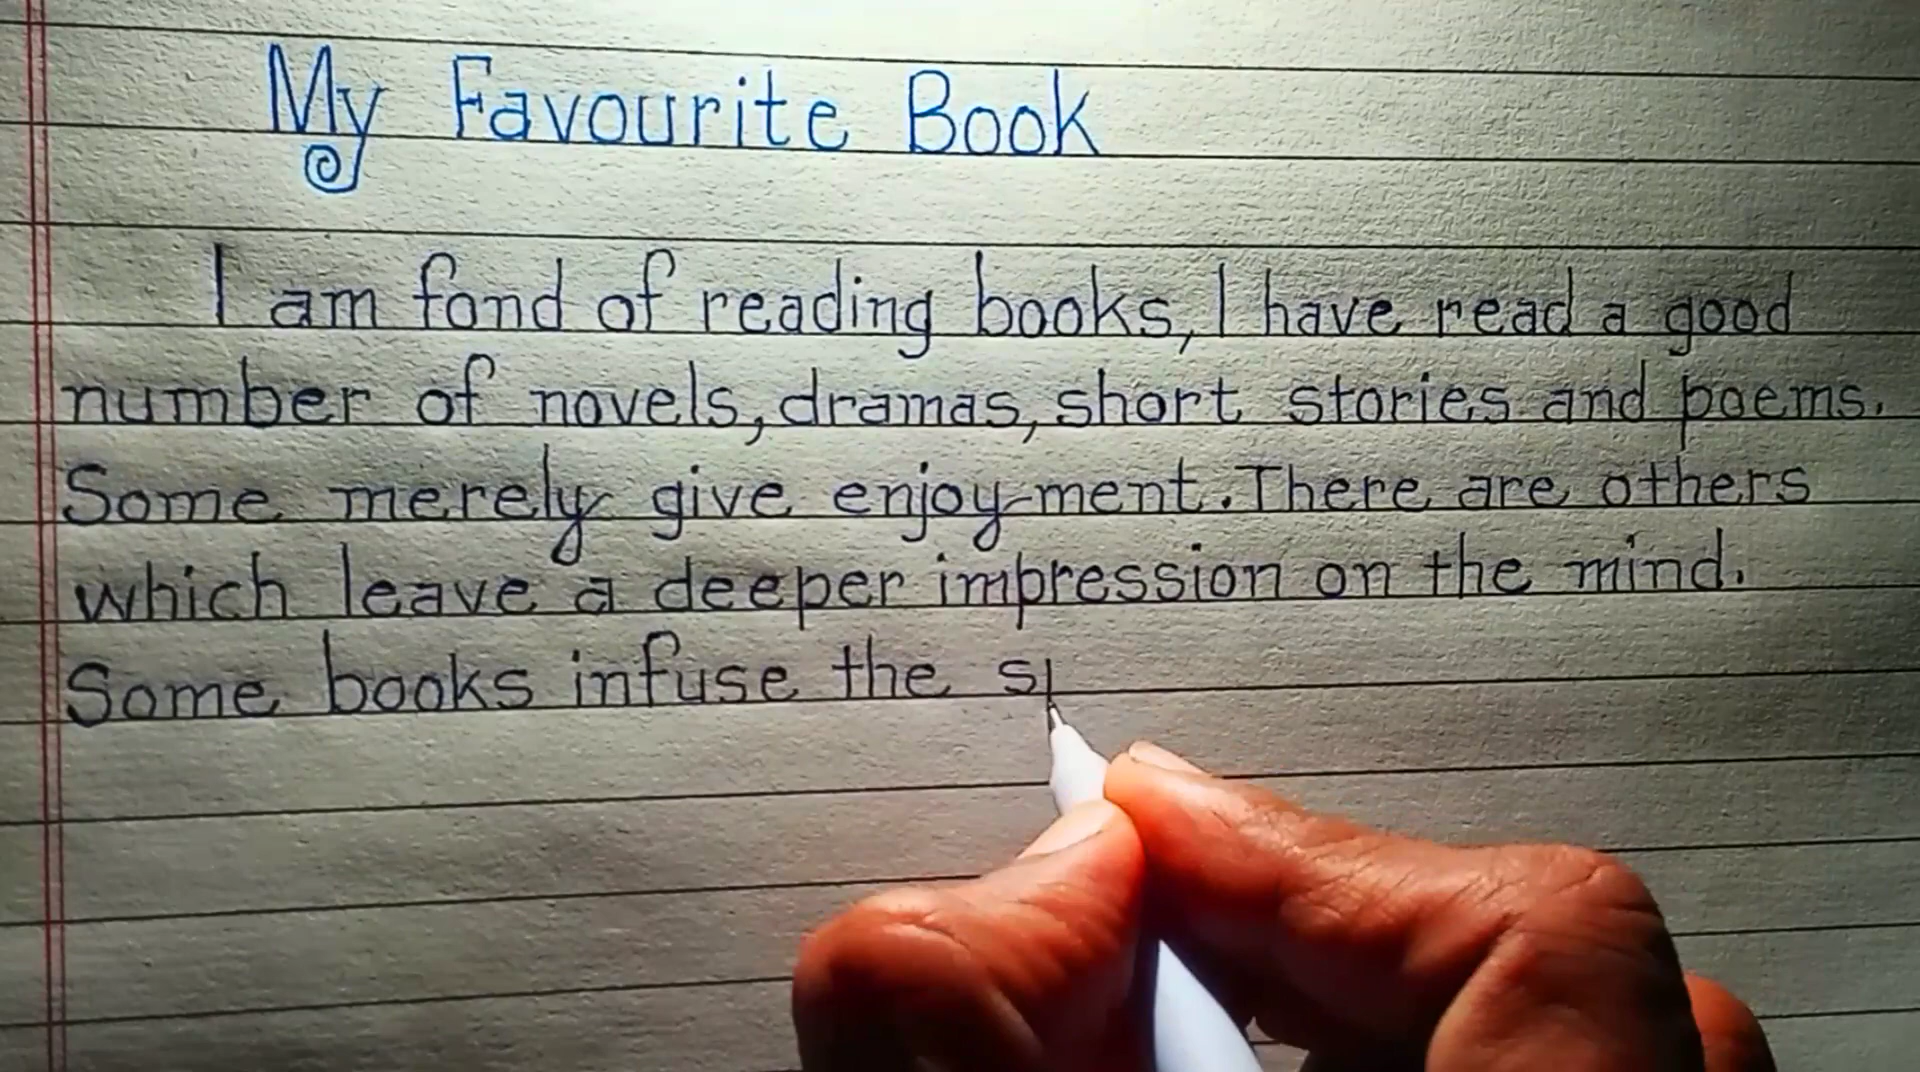 My Favourite Book
I am fond of reading books, I have read a good
number of novels, dramas, short stories and poems.
Some merely give enjoy-ment. There are others
which leave a deeper impression on the mind.
Some books infuse the